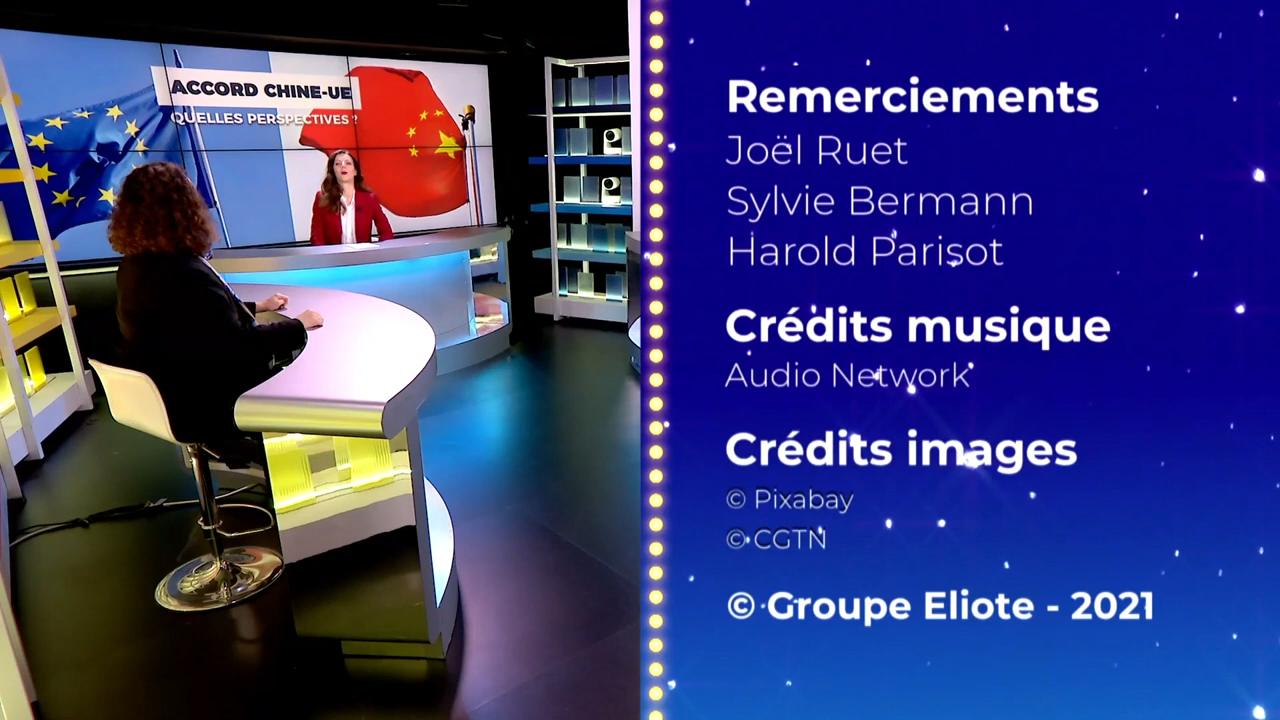 ACCORD CHINE-UE
QUELLES PERSPECTIVES ?
Remerciements
Joël Ruet
Sylvie Bermann
Harold Parisot
Crédits musique
Audio Network
Crédits images
© Pixabay
© CGTN
© Groupe Eliote - 2021